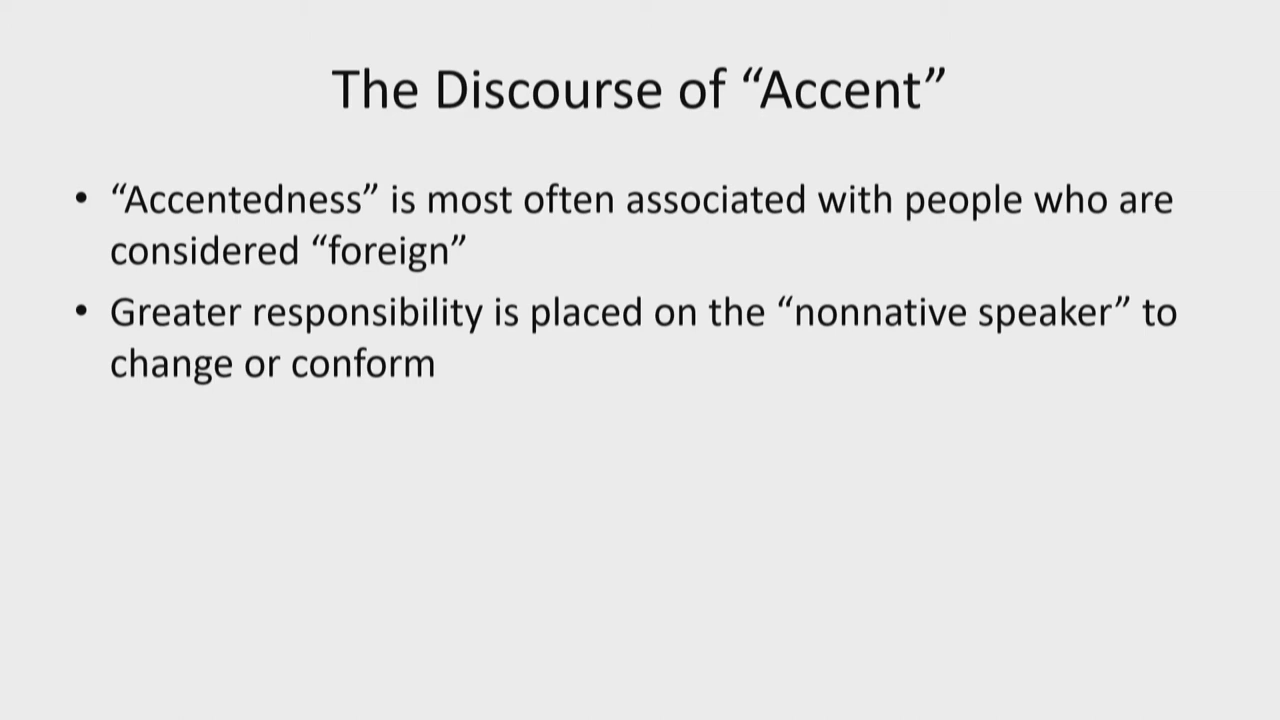 The Discourse of “Accent”
• “Accentedness” is most often associated with people who are
considered “foreign”
• Greater responsibility is placed on the “nonnative speaker” to
change or conform